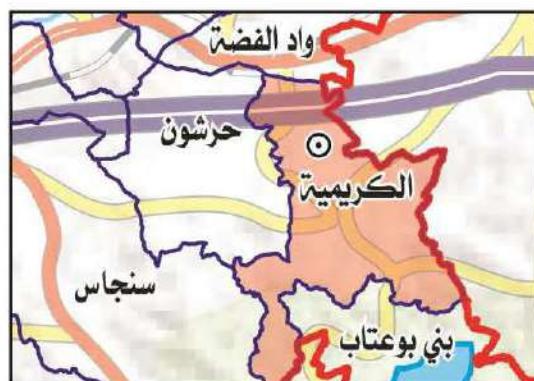 واد الفضة
حرشون
الكريمية
سنجاس
بني بوعتاب